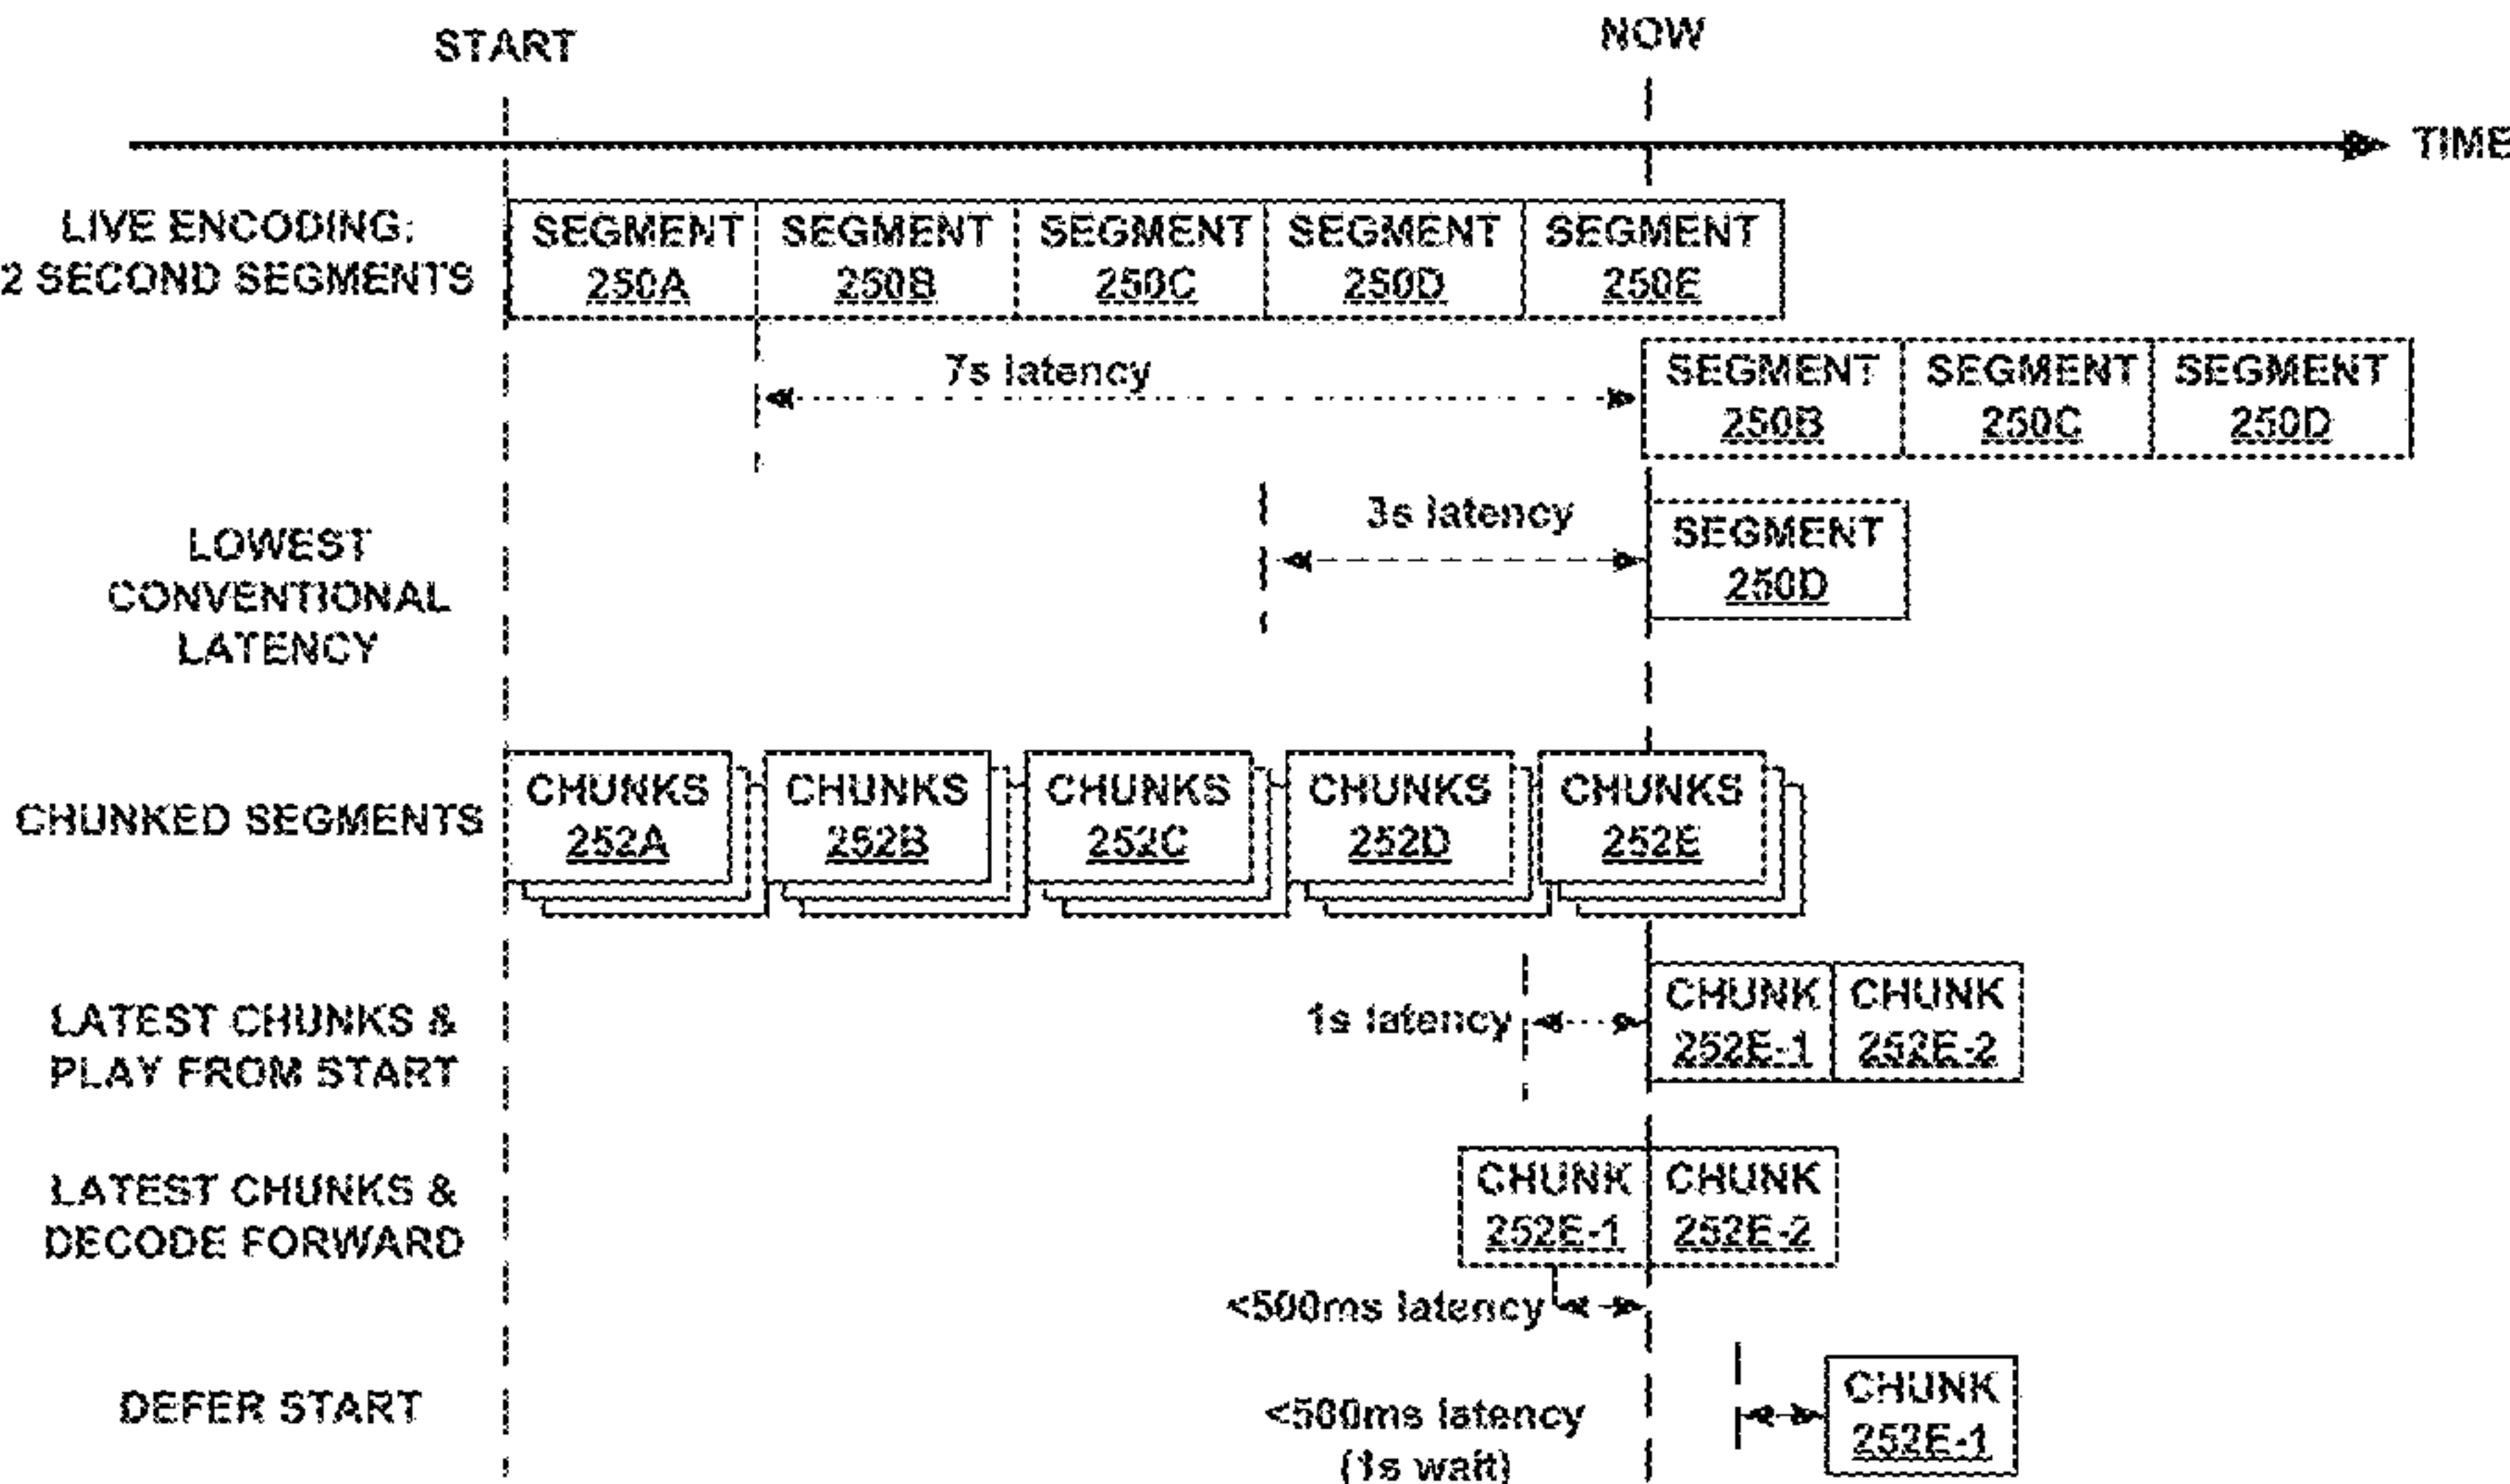 START
NOW
TIME
LIVE ENCODING:
2 SECOND SEGMENTS
SEGMENT
250A
SEGMENT
250B
SEGMENT
250C
SEGMENT
250D
SEGMENT
250E
7s latency
SEGMENT
250B
SEGMENT
250C
SEGMENT
250D
LOWEST
CONVENTIONAL
LATENCY
3s latency
SEGMENT
250D
CHUNKED SEGMENTS
CHUNKS
252A
CHUNKS
252B
CHUNKS
252C
CHUNKS
252D
CHUNKS
252E
LATEST CHUNKS &
PLAY FROM START
1s latency
CHUNK
252E-1
CHUNK
252E-2
LATEST CHUNKS &
DECODE FORWARD
CHUNK
252E-1
CHUNK
252E-2
<500ms latency
DEFER START
<500ms latency
(1s wait)
CHUNK
252E-1